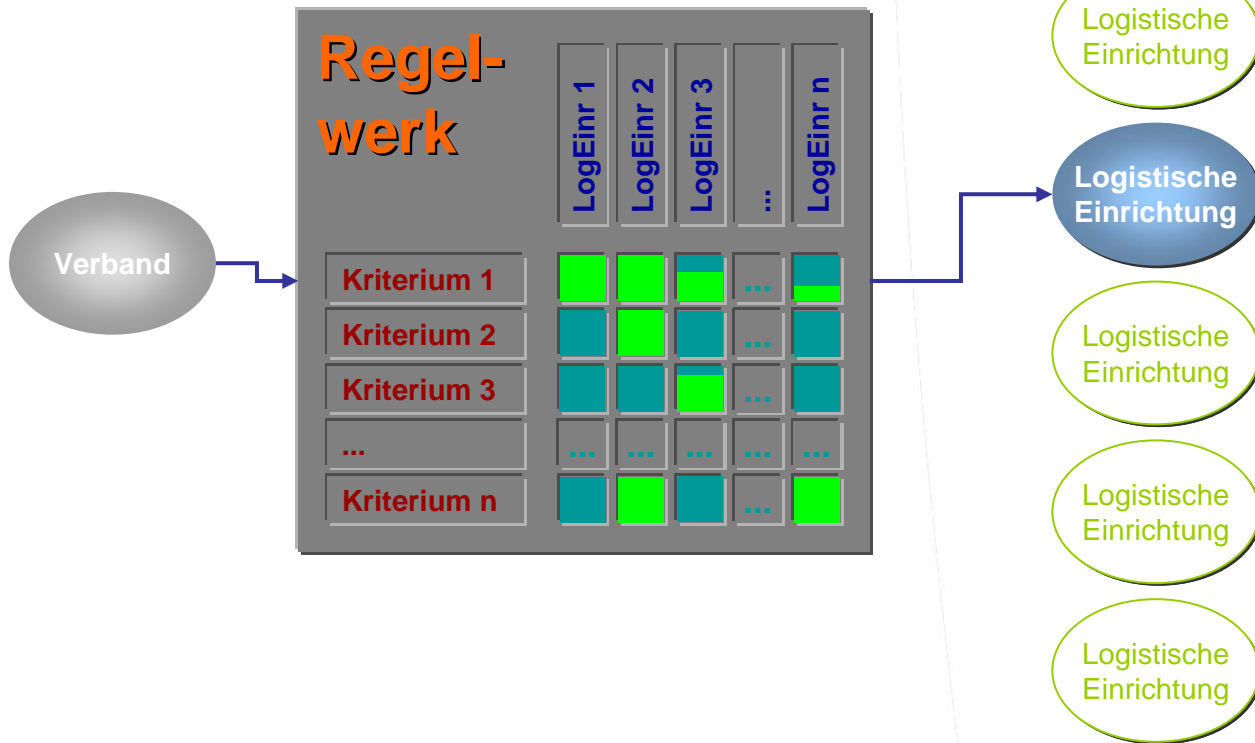 Regel-
werk
LogEinr 1
LogEinr 2
LogEinr 3
...
LogEinr n
Verband
Kriterium 1
...
Kriterium 2
...
Kriterium 3
...
...
... ... ... ... ...
Kriterium n
...
Logistische
Einrichtung
Logistische
Einrichtung
Logistische
Einrichtung
Logistische
Einrichtung
Logistische
Einrichtung